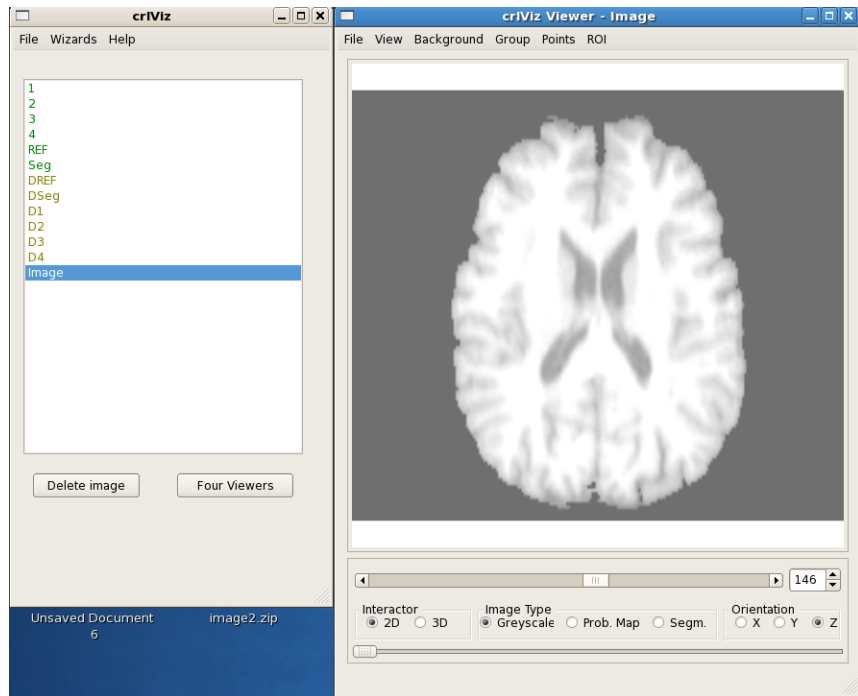 crlViz
File Wizards Help
1
2
3
4
REF
Seg
DREF
DSeg
D1
D2
D3
D4
Image
Delete image
Four Viewers
Unsaved Document
6
image2.zip
crlViz Viewer - Image
File View Background Group Points ROI
146
Interactor
2D 3D
Image Type
Greyscale Prob. Map Segm.
Orientation
X Y Z